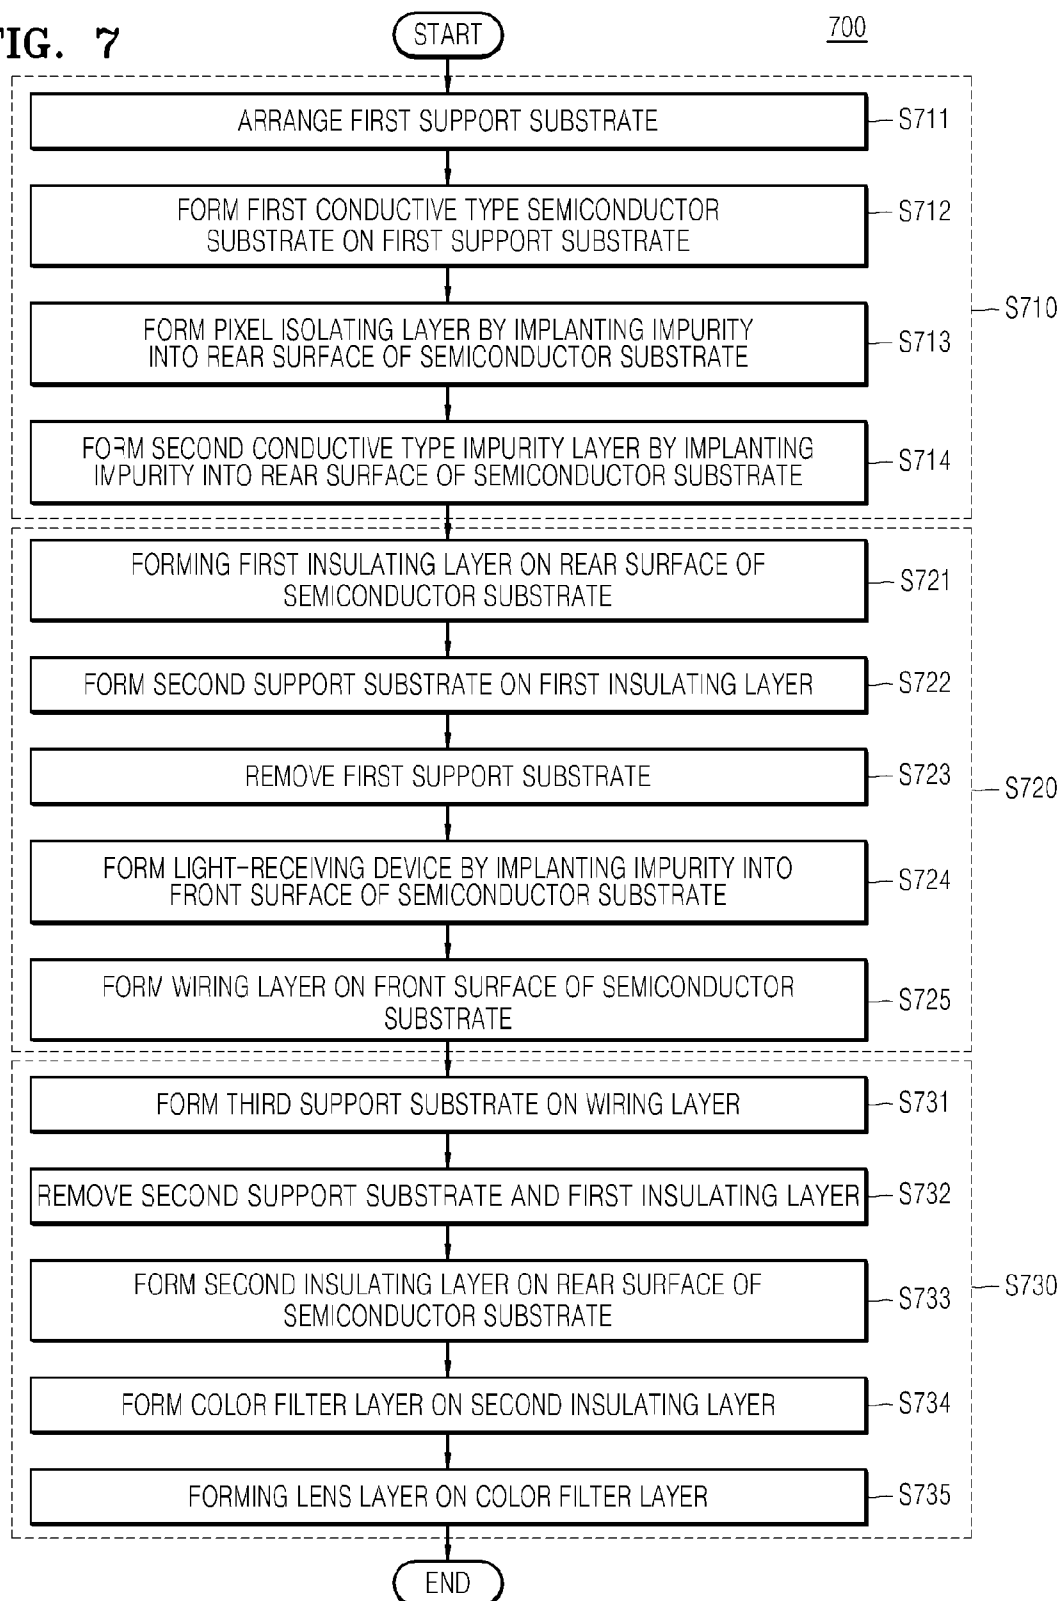 FIG. 7
START
700
ARRANGE FIRST SUPPORT SUBSTRATE
S711
FORM FIRST CONDUCTIVE TYPE SEMICONDUCTOR
SUBSTRATE ON FIRST SUPPORT SUBSTRATE
S712
FORM PIXEL ISOLATING LAYER BY IMPLANTING IMPURITY
INTO REAR SURFACE OF SEMICONDUCTOR SUBSTRATE
S713
S710
FORM SECOND CONDUCTIVE TYPE IMPURITY LAYER BY IMPLANTING
IMPURITY INTO REAR SURFACE OF SEMICONDUCTOR SUBSTRATE
S714
FORMING FIRST INSULATING LAYER ON REAR SURFACE OF
SEMICONDUCTOR SUBSTRATE
S721
FORM SECOND SUPPORT SUBSTRATE ON FIRST INSULATING LAYER
S722
REMOVE FIRST SUPPORT SUBSTRATE
S723
S720
FORM LIGHT-RECEIVING DEVICE BY IMPLANTING IMPURITY INTO
FRONT SURFACE OF SEMICONDUCTOR SUBSTRATE
S724
FORM WIRING LAYER ON FRONT SURFACE OF SEMICONDUCTOR
SUBSTRATE
S725
FORM THIRD SUPPORT SUBSTRATE ON WIRING LAYER
S731
REMOVE SECOND SUPPORT SUBSTRATE AND FIRST INSULATING LAYER
S732
FORM SECOND INSULATING LAYER ON REAR SURFACE OF
SEMICONDUCTOR SUBSTRATE
S733
S730
FORM COLOR FILTER LAYER ON SECOND INSULATING LAYER
S734
FORMING LENS LAYER ON COLOR FILTER LAYER
S735
END